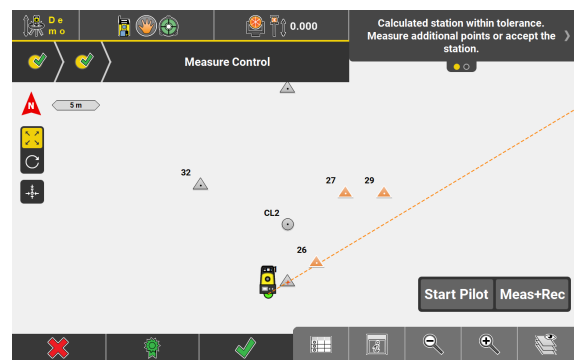 De
mo
0.000
Calculated station within tolerance.
Measure additional points or accept the
station.
Measure Control
5 m
N
32
27
29
CL2
26
Start Pilot
Meas+Rec